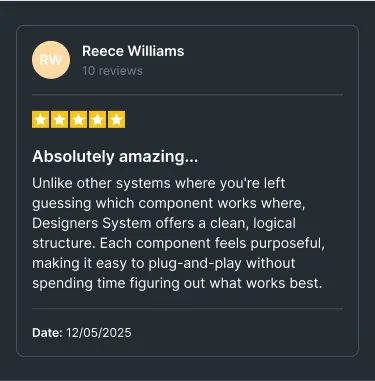 RW
Reece Williams
10 reviews
Absolutely amazing...
Unlike other systems where you're left
guessing which component works where,
Designers System offers a clean, logical
structure. Each component feels purposeful,
making it easy to plug-and-play without
spending time figuring out what works best.
Date: 12/05/2025